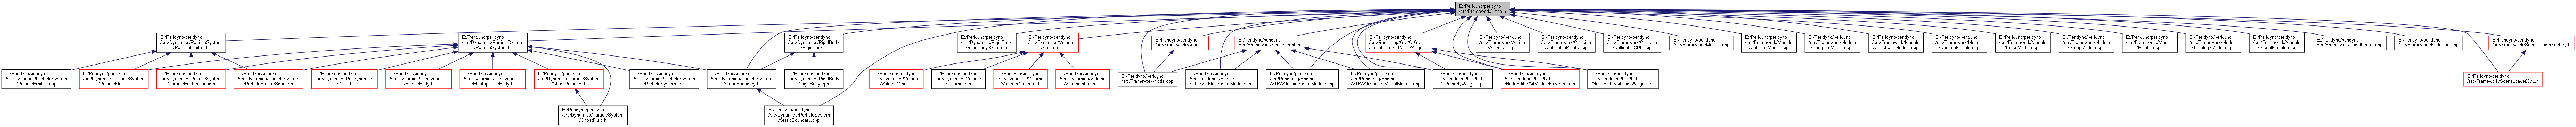 E:/Peridyno/peridyno
/src/Framework/Node.h
E:/Peridyno/peridyno
/src/Dynamics/ParticleSystem
/ParticleEmitter.h
E:/Peridyno/peridyno
/src/Dynamics/ParticleSystem
/ParticleSystem.h
E:/Peridyno/peridyno
/src/Dynamics/RigidBody
/RigidBody.h
E:/Peridyno/peridyno
/src/Dynamics/RigidBody
/RigidBodySystem.h
E:/Peridyno/peridyno
/src/Dynamics/Volume
/Volume.h
E:/Peridyno/peridyno
/src/Framework/Action.h
E:/Peridyno/peridyno
/src/Framework/SceneGraph.h
E:/Peridyno/peridyno
/src/Rendering/GUI/QtGUI
/NodeEditor/QtNodeWidget.h
E:/Peridyno/peridyno
/src/Framework/Action
/ActReset.cpp
E:/Peridyno/peridyno
/src/Framework/Collision
/CollidablePoints.cpp
E:/Peridyno/peridyno
/src/Framework/Collision
/CollidableSDF.cpp
E:/Peridyno/peridyno
/src/Framework/Module.cpp
E:/Peridyno/peridyno
/src/Framework/Module
/CollisionModel.cpp
E:/Peridyno/peridyno
/src/Framework/Module
/ComputeModule.cpp
E:/Peridyno/peridyno
/src/Framework/Module
/ConstraintModule.cpp
E:/Peridyno/peridyno
/src/Framework/Module
/CustomModule.cpp
E:/Peridyno/peridyno
/src/Framework/Module
/ForceModule.cpp
E:/Peridyno/peridyno
/src/Framework/Module
/GroupModule.cpp
E:/Peridyno/peridyno
/src/Framework/Module
/Pipeline.cpp
E:/Peridyno/peridyno
/src/Framework/Module
/TopologyModule.cpp
E:/Peridyno/peridyno
/src/Framework/Module
/VisualModule.cpp
E:/Peridyno/peridyno
/src/Framework/NodeIterator.cpp
E:/Peridyno/peridyno
/src/Framework/NodePort.cpp
E:/Peridyno/peridyno
/src/Framework/SceneLoaderFactory.h
E:/Peridyno/peridyno
/src/Dynamics/ParticleSystem
/ParticleEmitter.cpp
E:/Peridyno/peridyno
/src/Dynamics/ParticleSystem
/ParticleFluid.h
E:/Peridyno/peridyno
/src/Dynamics/ParticleSystem
/ParticleEmitterRound.h
E:/Peridyno/peridyno
/src/Dynamics/ParticleSystem
/ParticleEmitterSquare.h
E:/Peridyno/peridyno
/src/Dynamics/Peridynamics
/Cloth.h
E:/Peridyno/peridyno
/src/Dynamics/Peridynamics
/ElasticBody.h
E:/Peridyno/peridyno
/src/Dynamics/Peridynamics
/ElastoplasticBody.h
E:/Peridyno/peridyno
/src/Dynamics/ParticleSystem
/GhostParticles.h
E:/Peridyno/peridyno
/src/Dynamics/ParticleSystem
/ParticleSystem.cpp
E:/Peridyno/peridyno
/src/Dynamics/ParticleSystem
/StaticBoundary.h
E:/Peridyno/peridyno
/src/Dynamics/RigidBody
/RigidBody.cpp
E:/Peridyno/peridyno
/src/Dynamics/Volume
/VolumeMinus.h
E:/Peridyno/peridyno
/src/Dynamics/Volume
/Volume.cpp
E:/Peridyno/peridyno
/src/Dynamics/Volume
/VolumeGenerator.h
E:/Peridyno/peridyno
/src/Dynamics/Volume
/VolumeIntersect.h
E:/Peridyno/peridyno
/src/Framework/Node.cpp
E:/Peridyno/peridyno
/src/Rendering/Engine
/VTK/VtkFluidVisualModule.cpp
E:/Peridyno/peridyno
/src/Rendering/Engine
/VTK/VtkPointVisualModule.cpp
E:/Peridyno/peridyno
/src/Rendering/Engine
/VTK/VtkSurfaceVisualModule.cpp
E:/Peridyno/peridyno
/src/Rendering/GUI/QtGUI
/PPropertyWidget.cpp
E:/Peridyno/peridyno
/src/Rendering/GUI/QtGUI
/NodeEditor/QtModuleFlowScene.h
E:/Peridyno/peridyno
/src/Rendering/GUI/QtGUI
/NodeEditor/QtNodeWidget.cpp
E:/Peridyno/peridyno
/src/Framework/SceneLoaderXML.h
E:/Peridyno/peridyno
/src/Dynamics/ParticleSystem
/GhostFluid.h
E:/Peridyno/peridyno
/src/Dynamics/ParticleSystem
/StaticBoundary.cpp